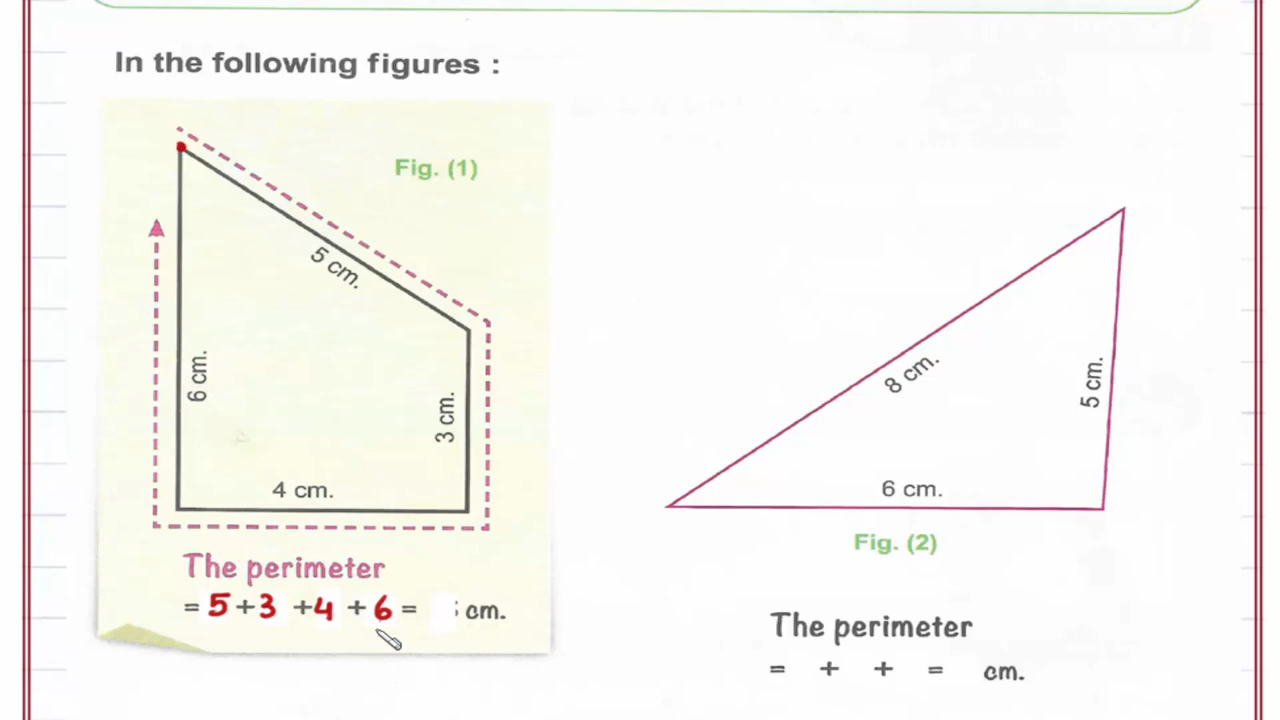 In the following figures :
Fig. (1)
5 cm.
6 cm.
3 cm.
4 cm.
The perimeter
= 5 + 3 + 4 + 6 = cm.
8 cm.
5 cm.
6 cm.
Fig. (2)
The perimeter
= + + = cm.